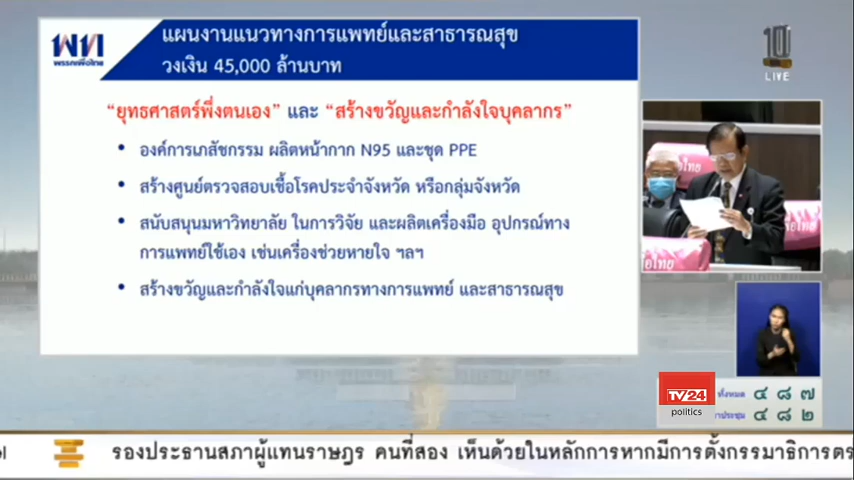 พท
พรรคเพื่อไทย
แผนงานแนวทางการแพทย์และสาธารณสุข
วงเงิน 45,000 ล้านบาท
“ยุทธศาสตร์พึ่งตนเอง” และ “สร้างขวัญและกำลังใจบุคลากร”
• องค์การเภสัชกรรม ผลิตหน้ากาก N95 และชุด PPE
• สร้างศูนย์ตรวจสอบเชื้อโรคประจำจังหวัด หรือกลุ่มจังหวัด
• สนับสนุนมหาวิทยาลัย ในการวิจัย และผลิตเครื่องมือ อุปกรณ์ทาง
การแพทย์ใช้เอง เช่นเครื่องช่วยหายใจ ฯลฯ
• สร้างขวัญและกำลังใจแก่บุคลากรทางการแพทย์ และสาธารณสุข
10
LIVE
TV24
politics
ทั้งหมด ๔๘๗
าประชุม ๔๘๒
รองประธานสภาผู้แทนราษฎร คนที่สอง เห็นด้วยในหลักการหากมีการตั้งกรรมาธิการตร